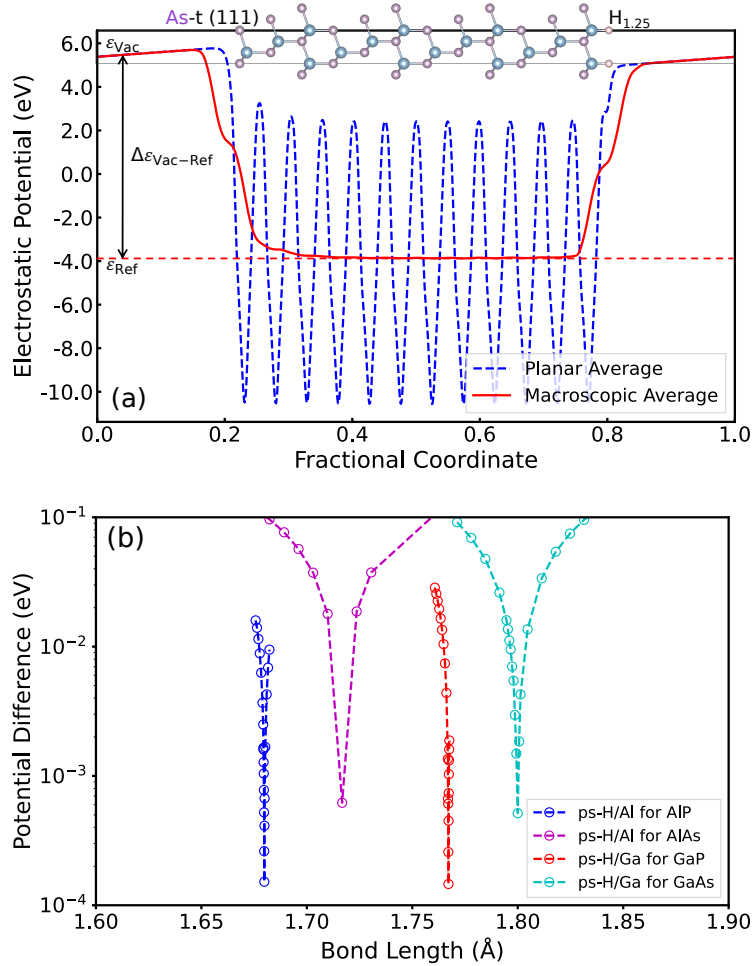 As-t (111)
H1.25
6.0
4.0
2.0
0.0
-2.0
-4.0
-6.0
-8.0
-10.0
Electrostatic Potential (eV)
εVac
ΔεVac−Ref
εRef
(a)
Planar Average
Macroscopic Average
0.0 0.2 0.4 0.6 0.8 1.0
Fractional Coordinate
(b)
10−1
10−2
10−3
10−4
Potential Difference (eV)
ps-H/Al for AlP
ps-H/Al for AlAs
ps-H/Ga for GaP
ps-H/Ga for GaAs
1.60 1.65 1.70 1.75 1.80 1.85 1.90
Bond Length (Å)